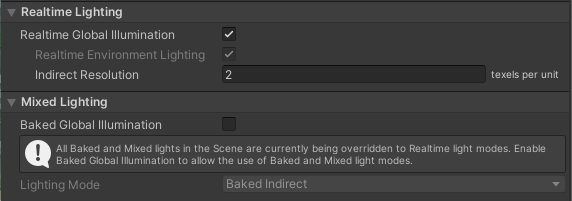 Realtime Lighting
Realtime Global Illumination
Realtime Environment Lighting
Indirect Resolution 2 texels per unit
Mixed Lighting
Baked Global Illumination
All Baked and Mixed lights in the Scene are currently being overridden to Realtime light modes. Enable
Baked Global Illumination to allow the use of Baked and Mixed light modes.
Lighting Mode Baked Indirect